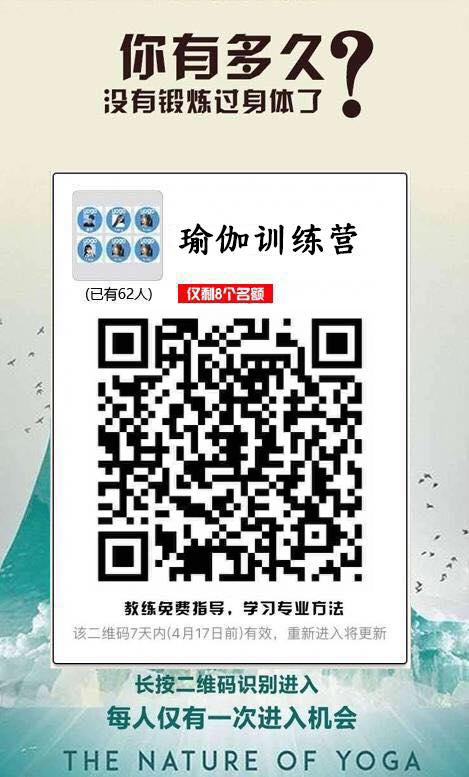 你有多久?
没有锻炼过身体了
瑜伽训练营
(已有62人)
仅剩8个名额
教练免费指导，学习专业方法
该二维码7天内(4月17日前)有效，重新进入将更新
长按二维码识别进入
每人仅有一次进入机会
THE NATURE OF YOGA